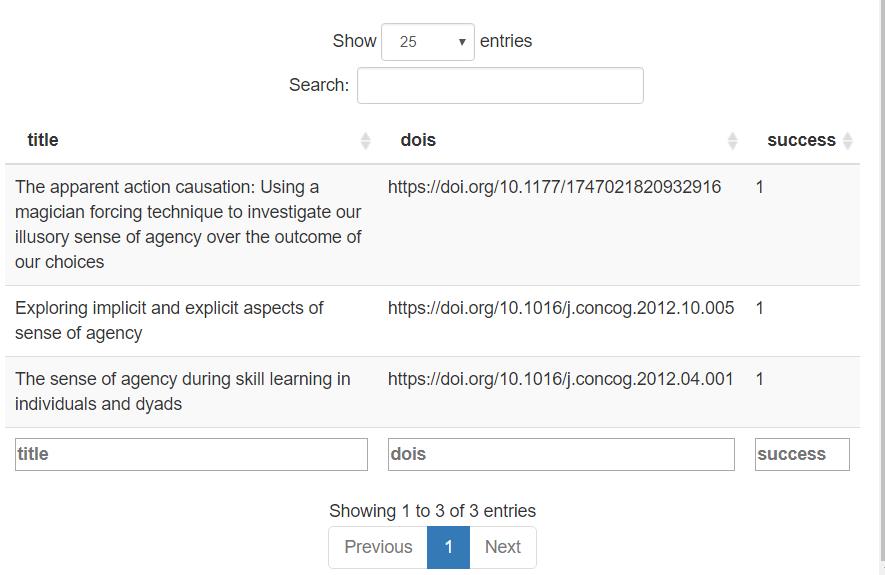 Show 25 entries
Search:
title dois success
The apparent action causation: Using a https://doi.org/10.1177/1747021820932916 1
magician forcing technique to investigate our
illusory sense of agency over the outcome of
our choices
Exploring implicit and explicit aspects of https://doi.org/10.1016/j.concog.2012.10.005 1
sense of agency
The sense of agency during skill learning in https://doi.org/10.1016/j.concog.2012.04.001 1
individuals and dyads
title dois success
Showing 1 to 3 of 3 entries
Previous 1 Next